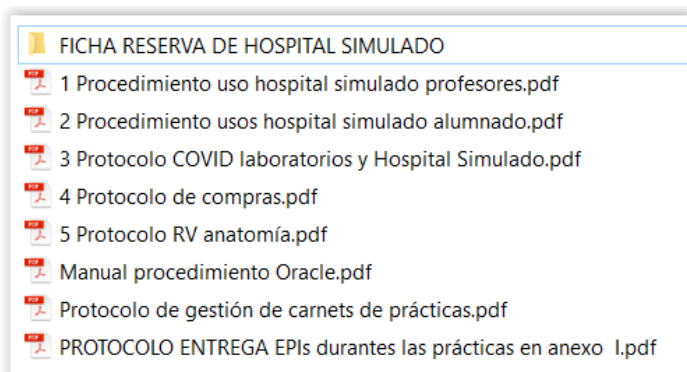 FICHA RESERVA DE HOSPITAL SIMULADO
1 Procedimiento uso hospital simulado profesores.pdf
2 Procedimiento usos hospital simulado alumnado.pdf
3 Protocolo COVID laboratorios y Hospital Simulado.pdf
4 Protocolo de compras.pdf
5 Protocolo RV anatomía.pdf
Manual procedimiento Oracle.pdf
Protocolo de gestión de carnets de prácticas.pdf
PROTOCOLO ENTREGA EPIs durantes las prácticas en anexo  I.pdf